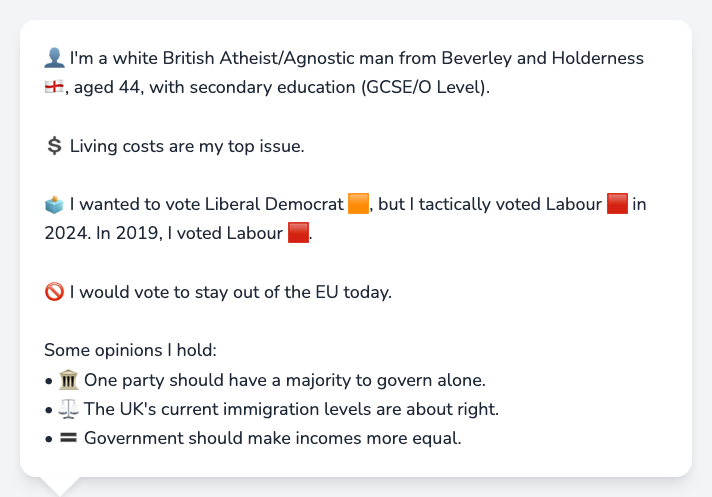 👤 I'm a white British Atheist/Agnostic man from Beverley and Holderness
🏴󠁧󠁢󠁥󠁮󠁧󠁿, aged 44, with secondary education (GCSE/O Level).
💲 Living costs are my top issue.
🗳️ I wanted to vote Liberal Democrat 🟧, but I tactically voted Labour 🟥 in
2024. In 2019, I voted Labour 🟥.
🚫 I would vote to stay out of the EU today.
Some opinions I hold:
• 🏛️ One party should have a majority to govern alone.
• ⚖️ The UK's current immigration levels are about right.
• 🟰 Government should make incomes more equal.